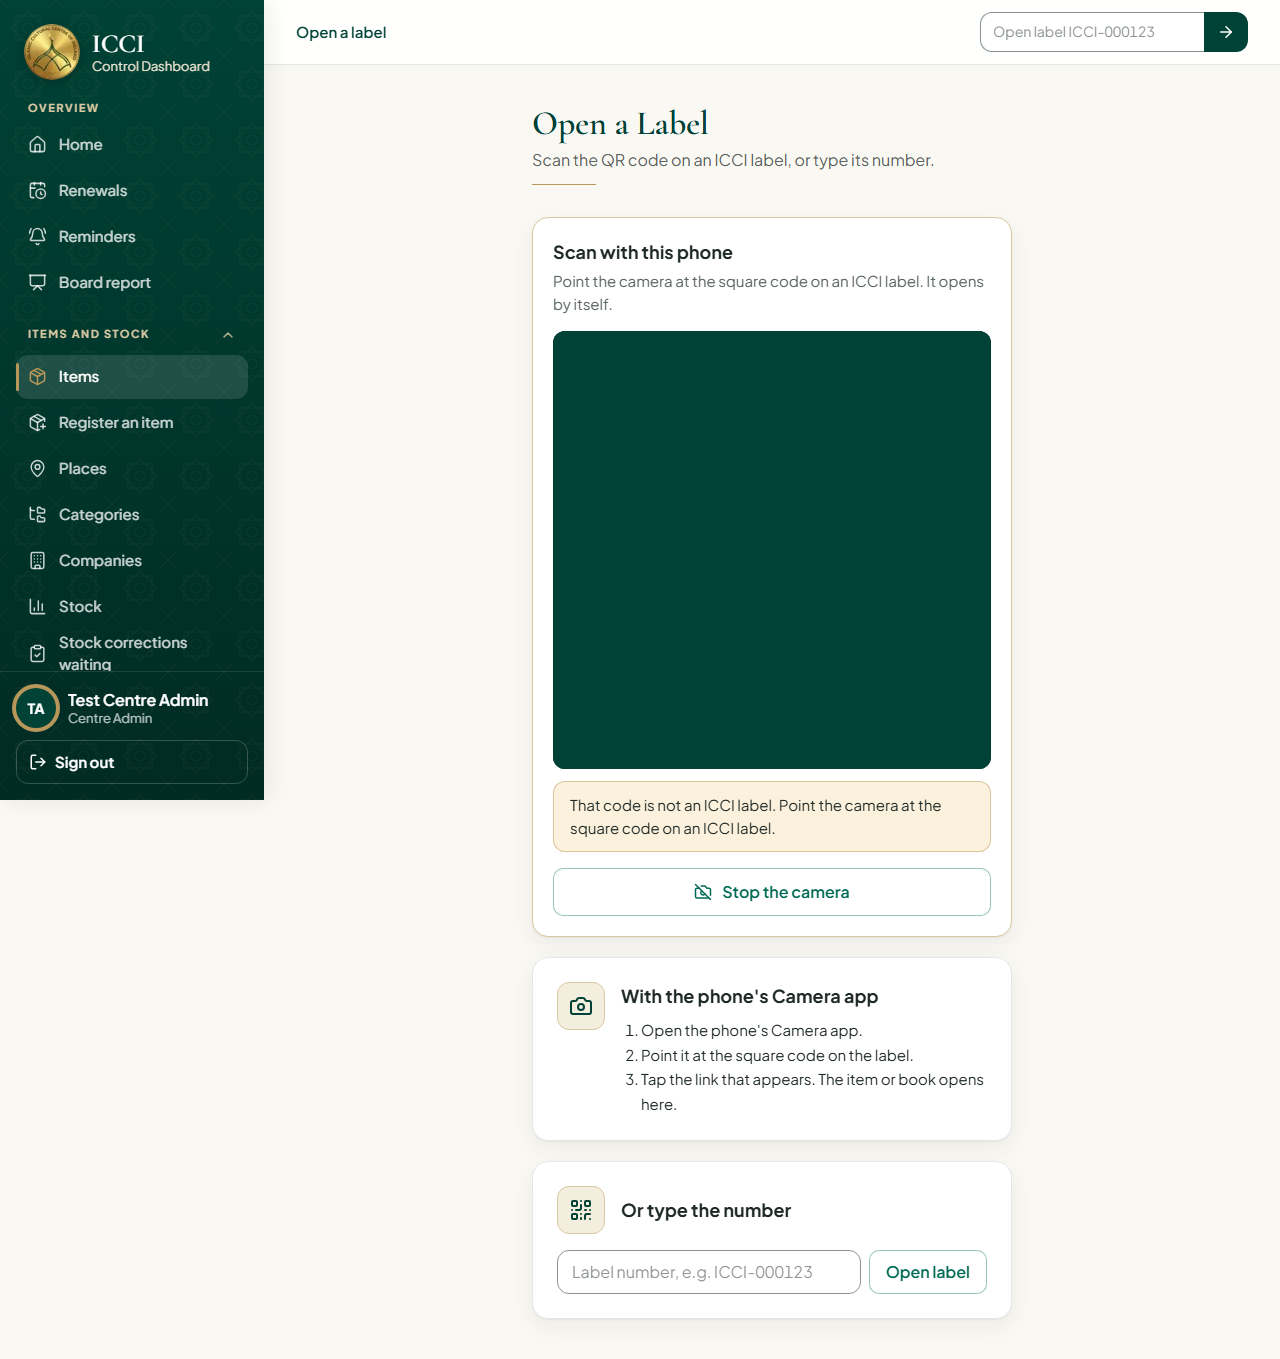 ICCI
Control Dashboard
OVERVIEW
Home
Renewals
Reminders
Board report
ITEMS AND STOCK
Items
Register an item
Places
Categories
Companies
Stock
Stock corrections
waiting
TA
Test Centre Admin
Centre Admin
Sign out
Open a label
Open label ICCI-000123
Open a Label
Scan the QR code on an ICCI label, or type its number.
Scan with this phone
Point the camera at the square code on an ICCI label. It opens
by itself.
That code is not an ICCI label. Point the camera at the
square code on an ICCI label.
Stop the camera
With the phone's Camera app
1. Open the phone's Camera app.
2. Point it at the square code on the label.
3. Tap the link that appears. The item or book opens
here.
Or type the number
Label number, e.g. ICCI-000123
Open label